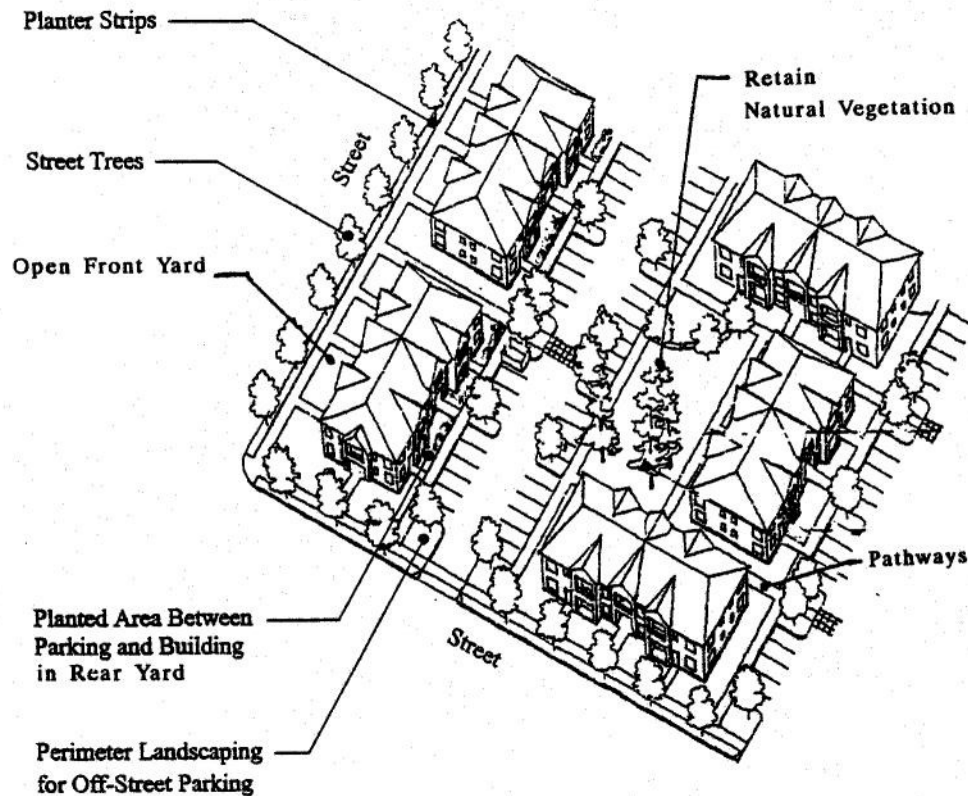 Planter Strips
Street Trees
Open Front Yard
Street
Retain
Natural Vegetation
Pathways
Street
Planted Area Between
Parking and Building
in Rear Yard
Perimeter Landscaping
for Off-Street Parking